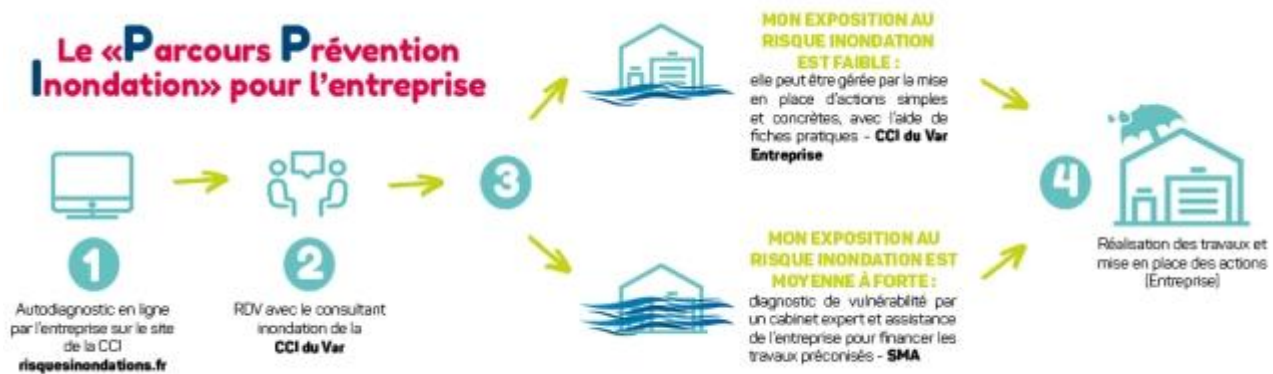 Le «Parcours Prévention
Inondation» pour l'entreprise
1
Autodiagnostic en ligne
par l'entreprise sur le site
de la CCI
risquesinondations.fr
2
RDV avec le consultant
inondation de la
CCI du Var
3
MON EXPOSITION AU
RISQUE INONDATION
EST FAIBLE :
elle peut être gérée par la mise
en place d'actions simples
et concrètes, avec l'aide de
fiches pratiques - CCI du Var
Entreprise
MON EXPOSITION AU
RISQUE INONDATION EST
MOYENNE À FORTE :
diagnostic de vulnérabilité par
un cabinet expert et assistance
de l'entreprise pour financer les
travaux préconisés - SMA
4
Réalisation des travaux et
mise en place des actions
(Entreprise)